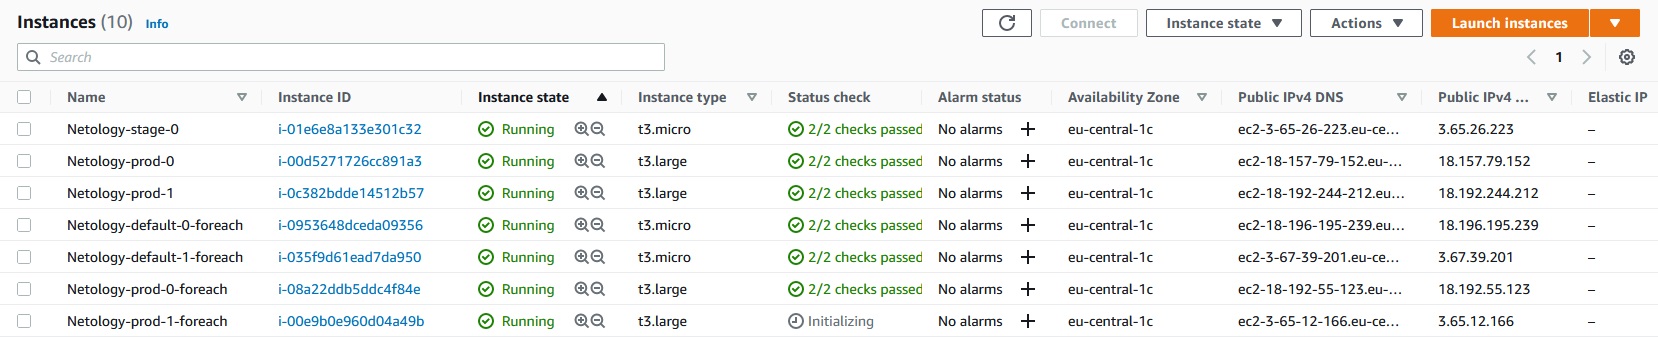 Instances (10) Info Connect Instance state Actions Launch instances
Search 1
Name Instance ID Instance state Instance type Status check Alarm status Availability Zone Public IPv4 DNS Public IPv4 ... Elastic IP
Netology-stage-0 i-01e6e8a133e301c32 Running t3.micro 2/2 checks passed No alarms + eu-central-1c ec2-3-65-26-223.eu-ce... 3.65.26.223 –
Netology-prod-0 i-00d5271726cc891a3 Running t3.large 2/2 checks passed No alarms + eu-central-1c ec2-18-157-79-152.eu-... 18.157.79.152 –
Netology-prod-1 i-0c382bdde14512b57 Running t3.large 2/2 checks passed No alarms + eu-central-1c ec2-18-192-244-212.eu... 18.192.244.212 –
Netology-default-0-foreach i-0953648dceda09356 Running t3.micro 2/2 checks passed No alarms + eu-central-1c ec2-18-196-195-239.eu... 18.196.195.239 –
Netology-default-1-foreach i-035f9d61ead7da950 Running t3.micro 2/2 checks passed No alarms + eu-central-1c ec2-3-67-39-201.eu-ce... 3.67.39.201 –
Netology-prod-0-foreach i-08a22ddb5ddc4f84e Running t3.large 2/2 checks passed No alarms + eu-central-1c ec2-18-192-55-123.eu-... 18.192.55.123 –
Netology-prod-1-foreach i-00e9b0e960d04a49b Running t3.large Initializing No alarms + eu-central-1c ec2-3-65-12-166.eu-ce... 3.65.12.166 –